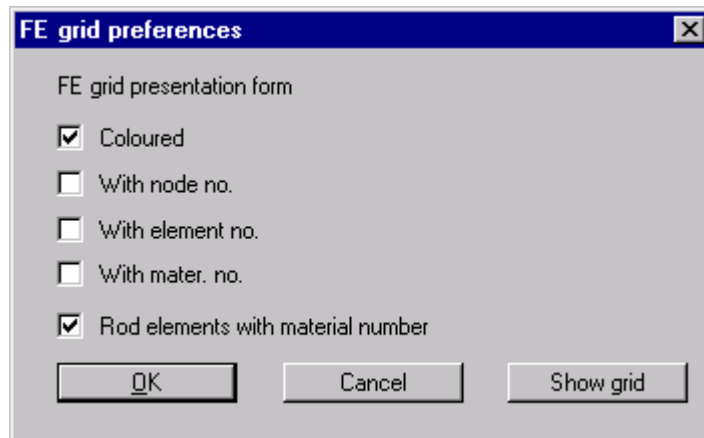 FE grid preferences
FE grid presentation form
Coloured
With node no.
With element no.
With mater. no.
Rod elements with material number
OK Cancel Show grid